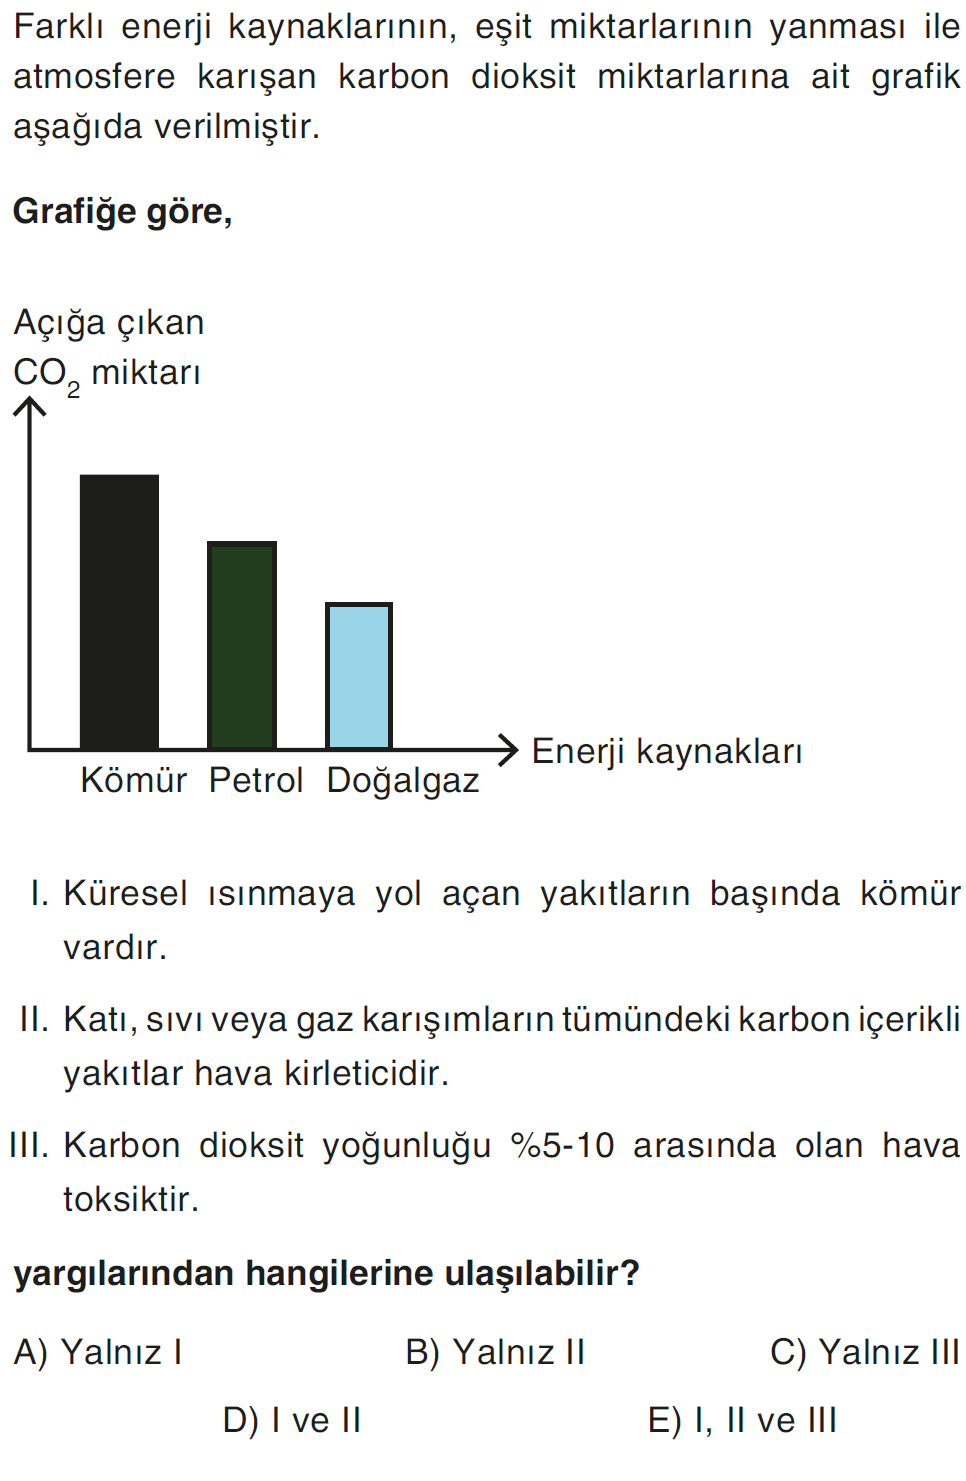 Farklı enerji kaynaklarının, eşit miktarlarının yanması ile
atmosfere karışan karbon dioksit miktarlarına ait grafik
aşağıda verilmiştir.
Grafiğe göre,
Açığa çıkan
CO₂ miktarı
Enerji kaynakları
Kömür Petrol Doğalgaz
I. Küresel ısınmaya yol açan yakıtların başında kömür
vardır.
II. Katı, sıvı veya gaz karışımların tümündeki karbon içerikli
yakıtlar hava kirleticidir.
III. Karbon dioksit yoğunluğu %5-10 arasında olan hava
toksiktir.
yargılarından hangilerine ulaşılabilir?
A) Yalnız I B) Yalnız II C) Yalnız III
D) I ve II E) I, II ve III